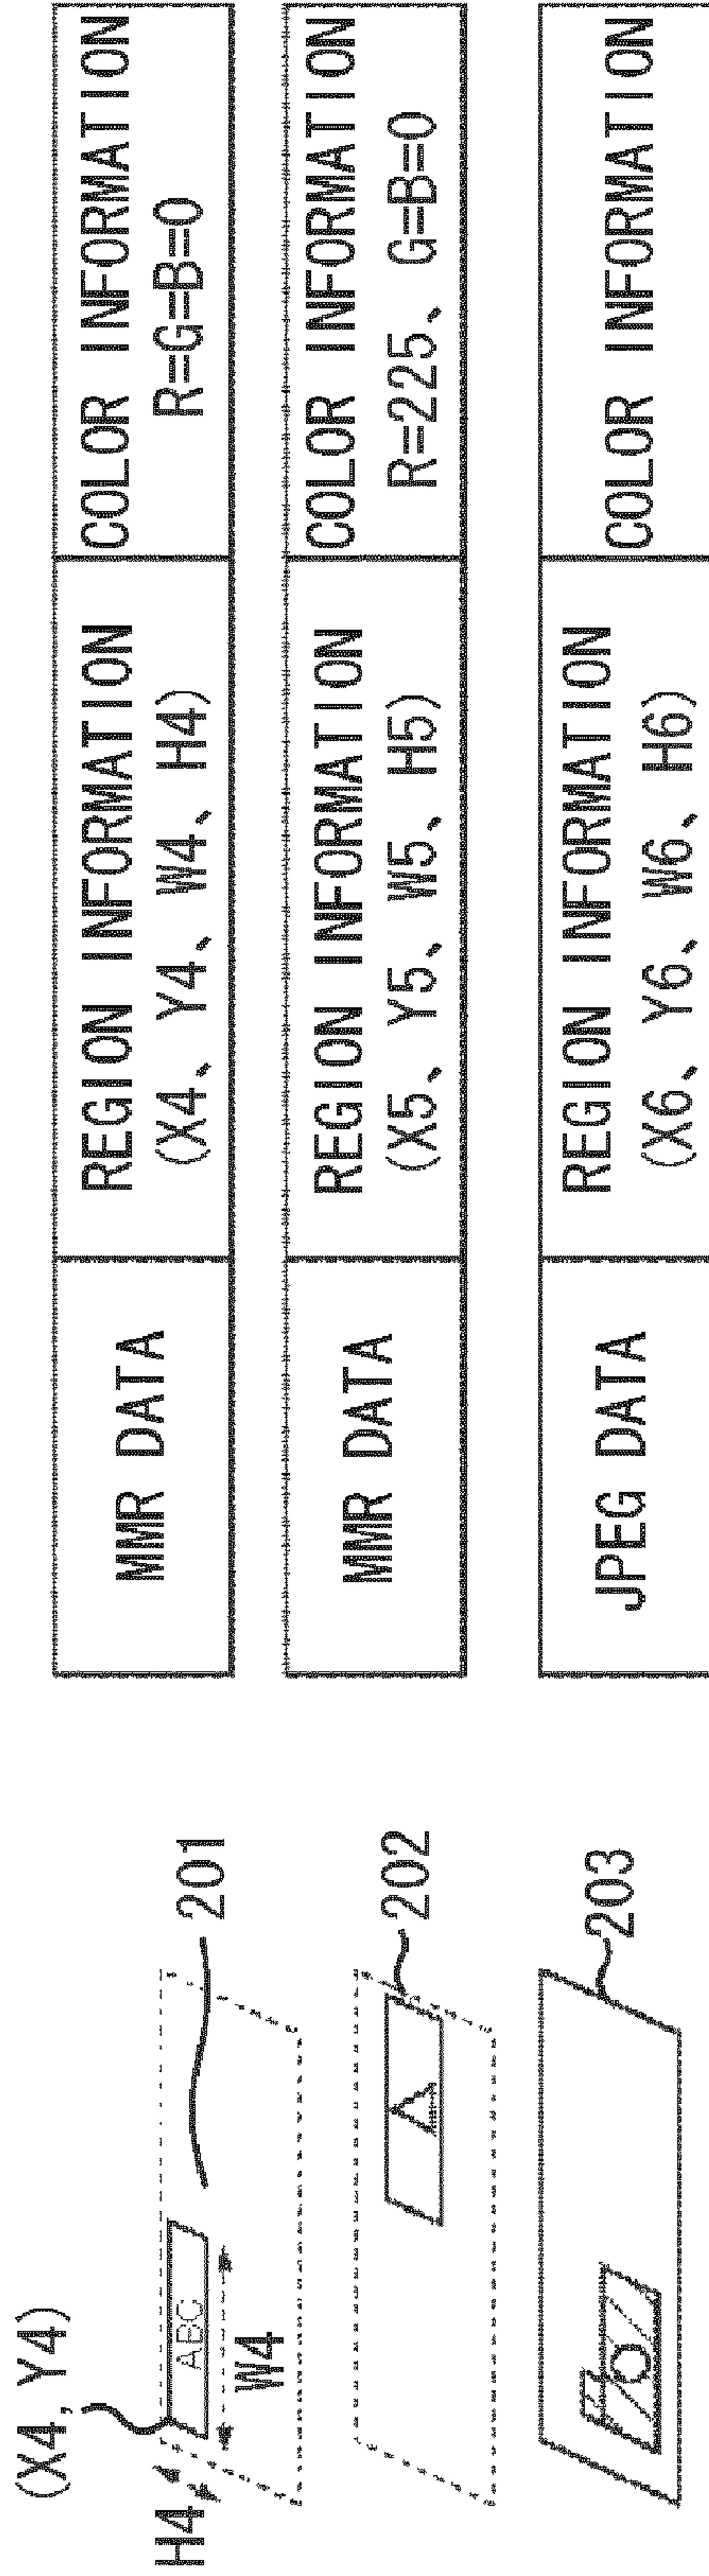 (X4, Y4)
H4
ABC
W4
201
MMR DATA
REGION INFORMATION
(X4、Y4、W4、H4)
COLOR INFORMATION
R=G=B=0
202
MMR DATA
REGION INFORMATION
(X5、Y5、W5、H5)
COLOR INFORMATION
R=225、G=B=0
203
JPEG DATA
REGION INFORMATION
(X6、Y6、W6、H6)
COLOR INFORMATION